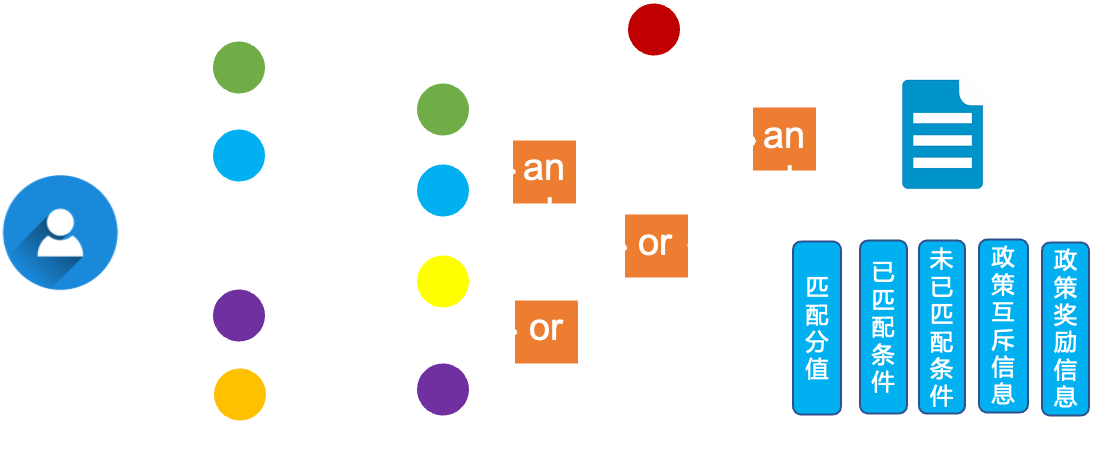 an
an
or
or
匹配分值
已匹配条件
未已匹配条件
政策互斥信息
政策奖励信息